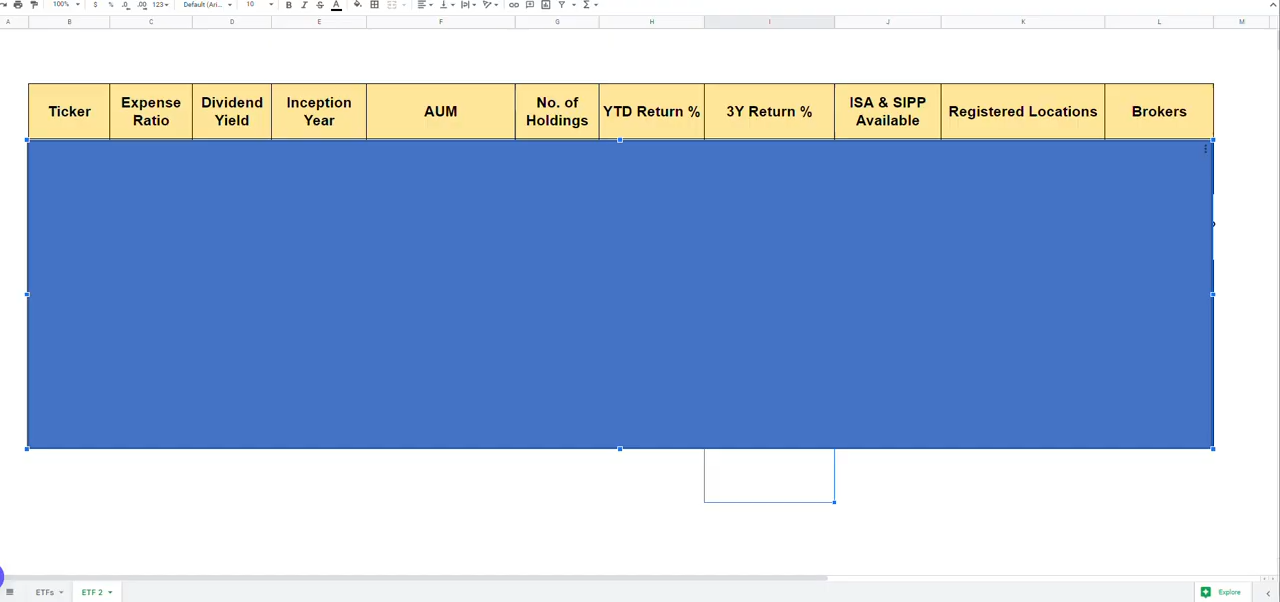 100% $ % .0 .00 123 Default (Ari... 10 B I S A Σ
A B C D E F G H I J K L M
Ticker
Expense
Ratio
Dividend
Yield
Inception
Year
AUM
No. of
Holdings
YTD Return %
3Y Return %
ISA & SIPP
Available
Registered Locations
Brokers
ETFs ETF 2 Explore